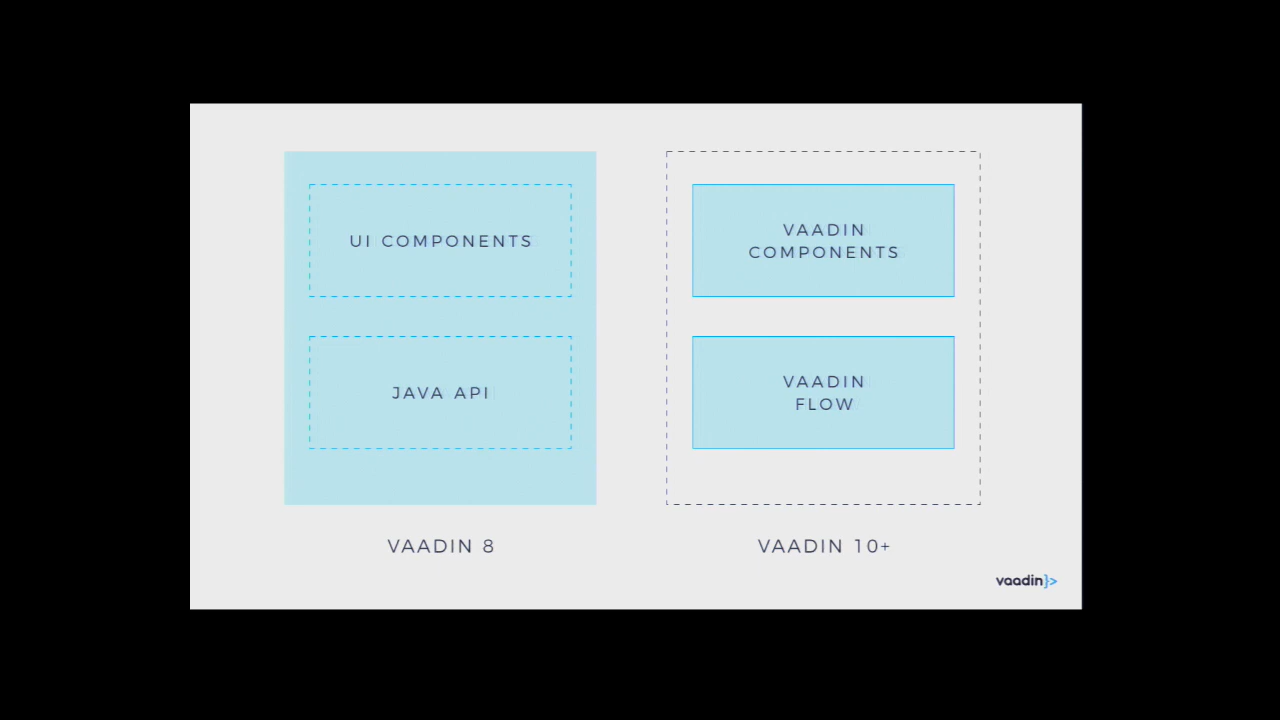 UI COMPONENTS
JAVA API
VAADIN 8
VAADIN
COMPONENTS
VAADIN
FLOW
VAADIN 10+
vaadin}>